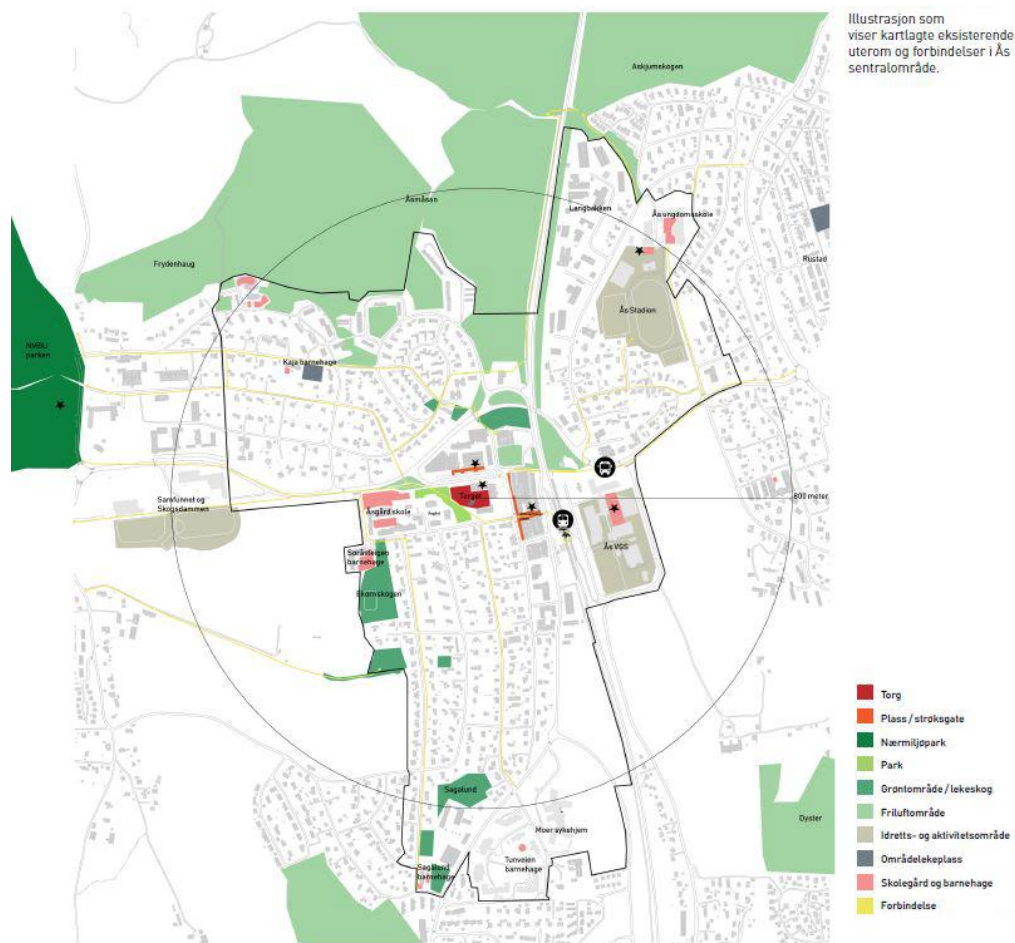 Illustrasjon som
viser kartlagte eksisterende
uterom og forbindelser i Ås
sentralområde.
Askjumskogen
Åsmåsan
Langbakken
Ås ungdomsskole
Frydenhaug
Rustad
Ås Stadion
NMBU
parken
Kaja barnehage
Torget
800 meter
Samfunnet og
Skogsdammen
Åsgård skole
Ås VGS
Søråsteigen
barnehage
Ekornskogen
Sagalund
Dyster
Moer sykehjem
Tunveien
barnehage
Sagalund
barnehage
Torg
Plass / strøksgate
Nærmiljøpark
Park
Grøntområde / lekeskog
Friluftområde
Idretts- og aktivitetsområde
Områdelekeplass
Skolegård og barnehage
Forbindelse